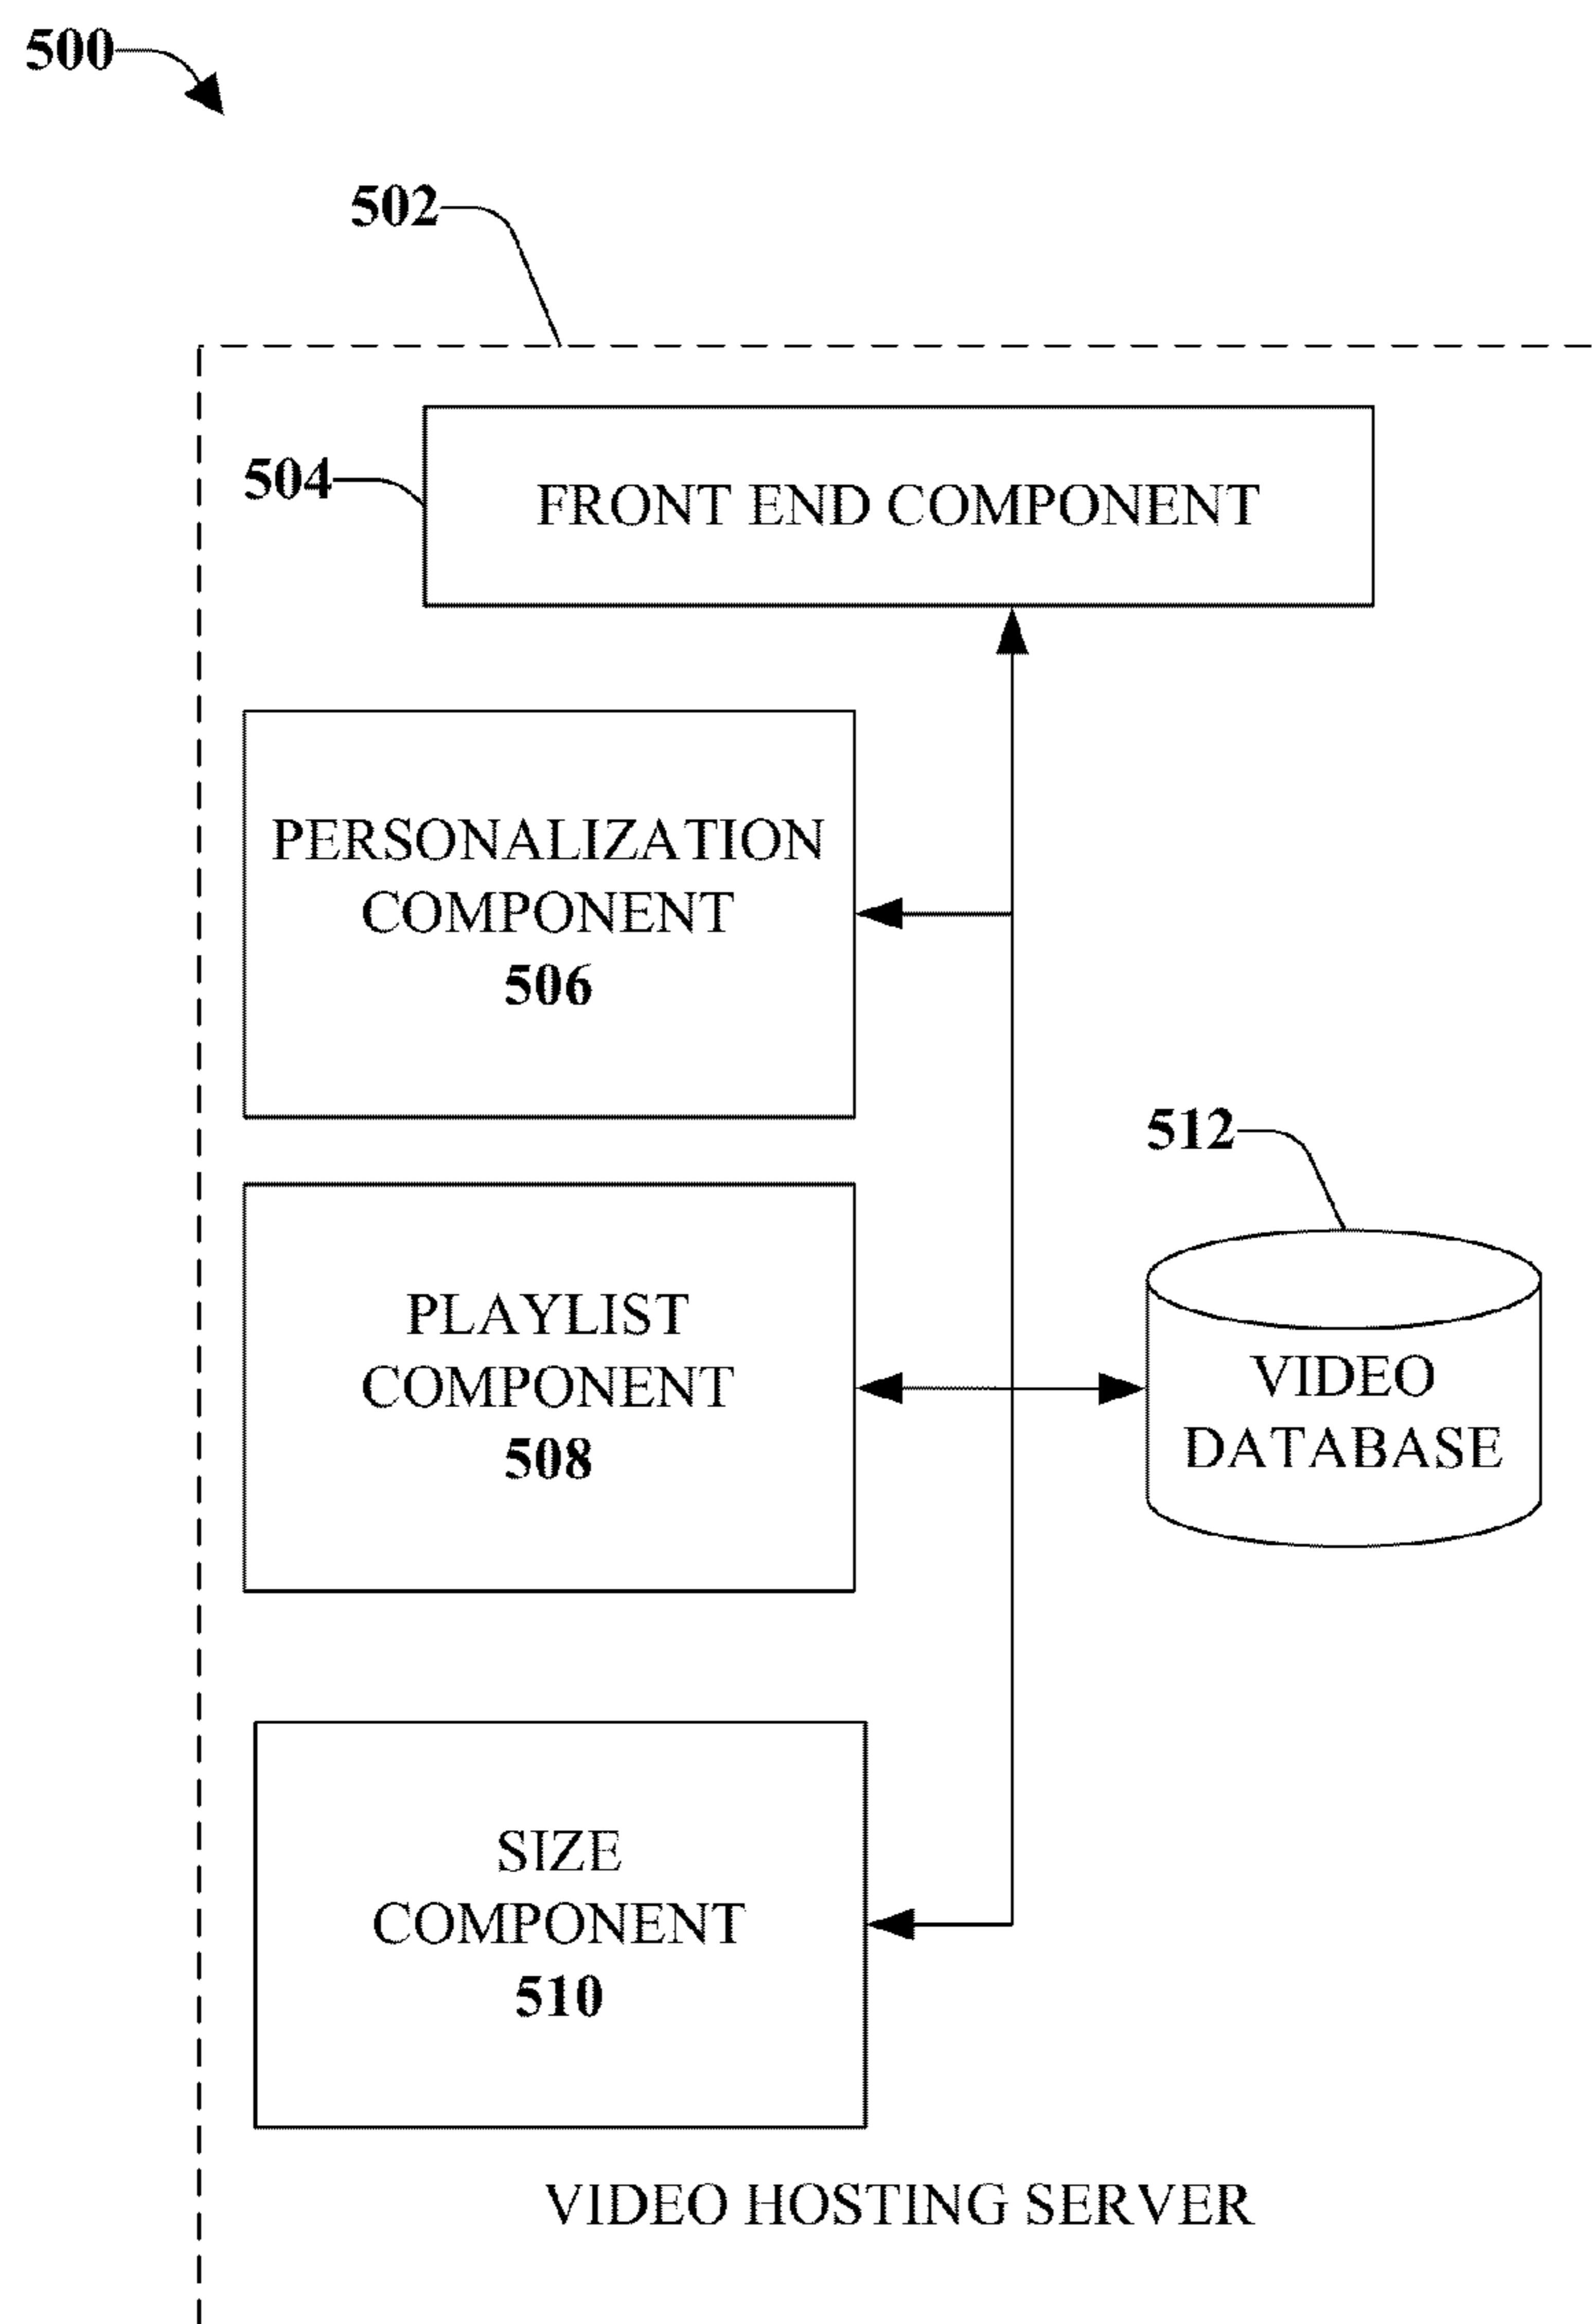 500
502
504
FRONT END COMPONENT
PERSONALIZATION
COMPONENT
506
512
PLAYLIST
COMPONENT
508
VIDEO
DATABASE
SIZE
COMPONENT
510
VIDEO HOSTING SERVER